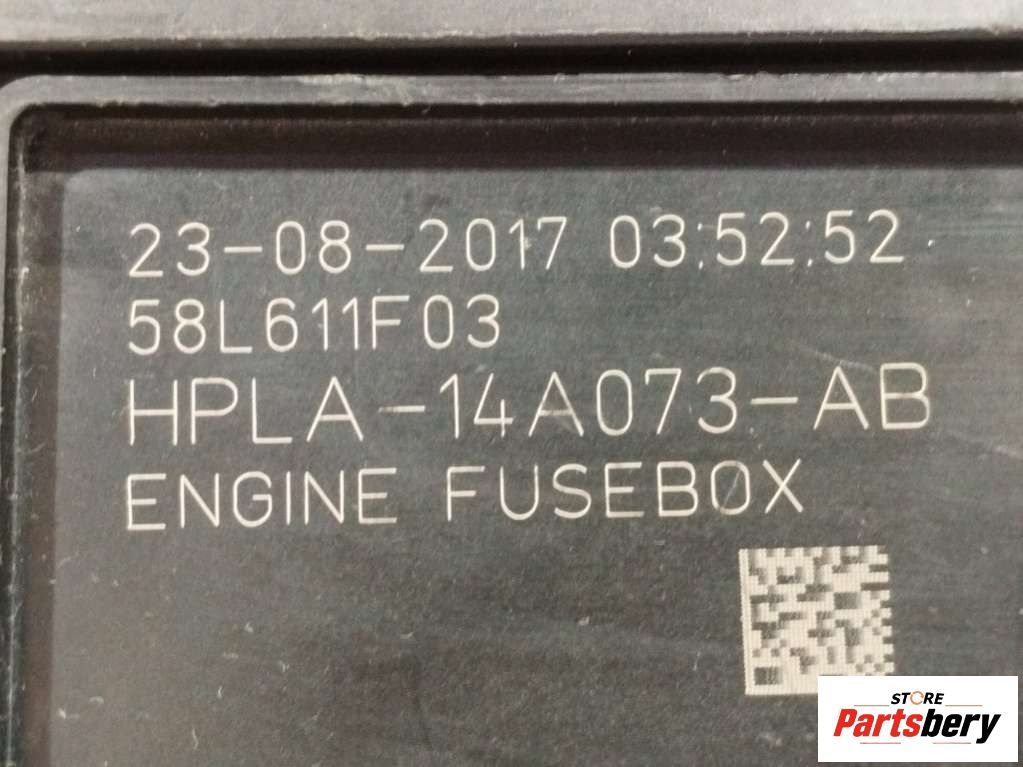 23-08-2017 03:52:52
58L611F03
HPLA-14A073-AB
ENGINE FUSEBOX
STORE
Partsbery